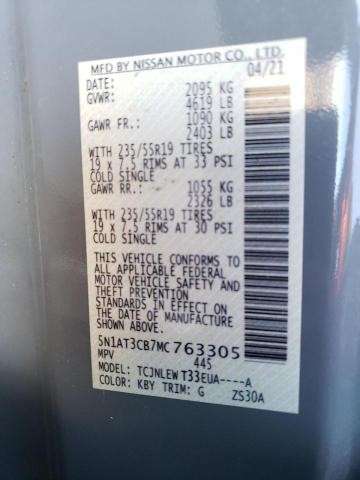 MFD BY NISSAN MOTOR CO., LTD.
DATE: 04/21
GVWR: 2095 KG
4619 LB
GAWR FR.: 1090 KG
2403 LB
WITH 235/55R19 TIRES
19 x 7.5 RIMS AT 33 PSI
COLD SINGLE
GAWR RR.: 1055 KG
2326 LB
WITH 235/55R19 TIRES
19 x 7.5 RIMS AT 30 PSI
COLD SINGLE
THIS VEHICLE CONFORMS TO
ALL APPLICABLE FEDERAL
MOTOR VEHICLE SAFETY AND
THEFT PREVENTION
STANDARDS IN EFFECT ON
THE DATE OF MANUFACTURE
5N1AT3CB7MC763305
MPV 445
MODEL: TCJNLEW T33EUA----A
COLOR: KBY TRIM: G ZS30A